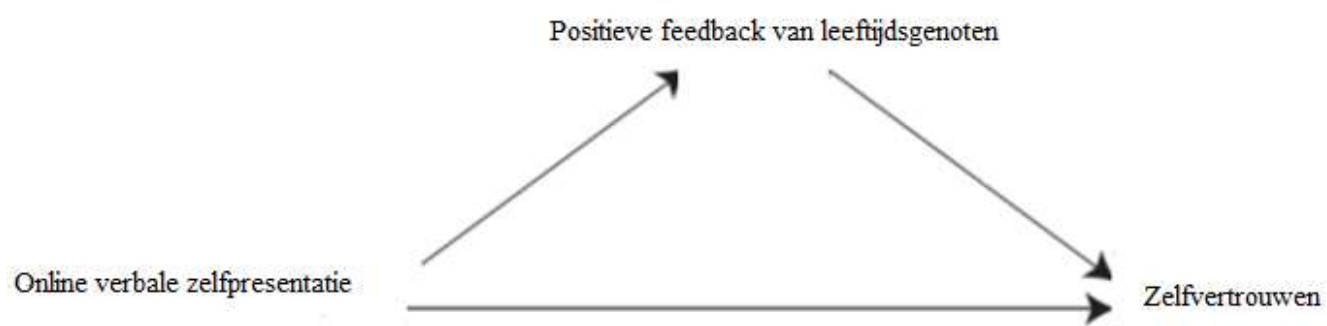 Positieve feedback van leeftijdsgenoten
Online verbale zelfpresentatie
Zelfvertrouwen